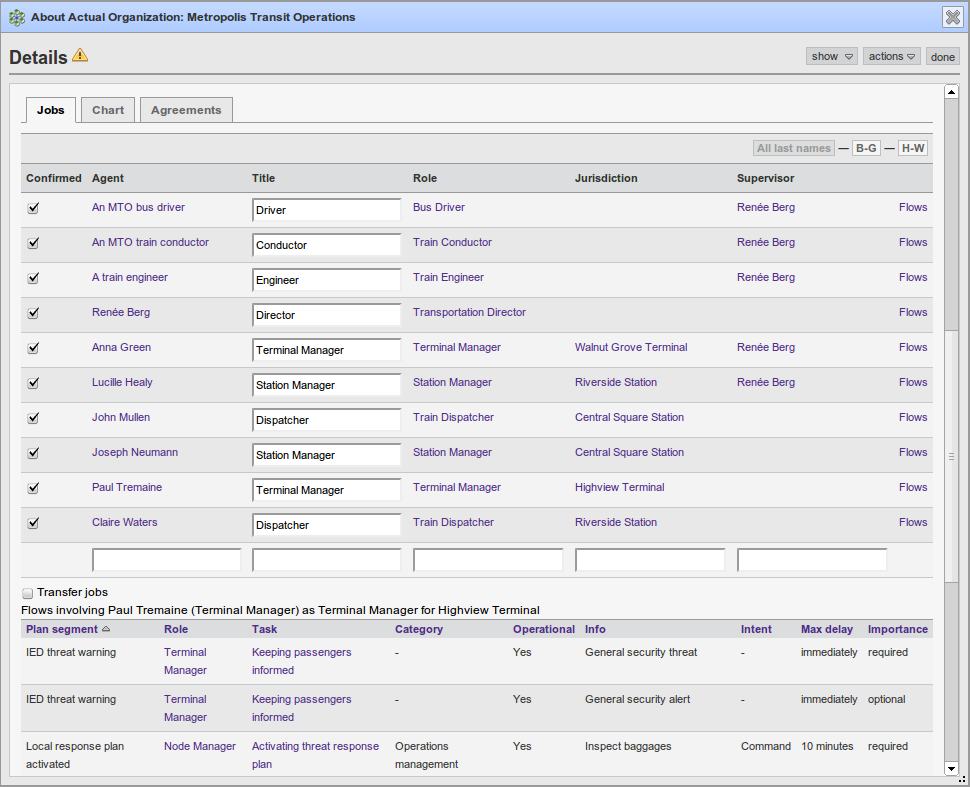 About Actual Organization: Metropolis Transit Operations
Details show actions done
Jobs Chart Agreements
All last names — B-G — H-W
Confirmed Agent Title Role Jurisdiction Supervisor
An MTO bus driver Driver Bus Driver Renée Berg Flows
An MTO train conductor Conductor Train Conductor Renée Berg Flows
A train engineer Engineer Train Engineer Renée Berg Flows
Renée Berg Director Transportation Director Flows
Anna Green Terminal Manager Terminal Manager Walnut Grove Terminal Renée Berg Flows
Lucille Healy Station Manager Station Manager Riverside Station Renée Berg Flows
John Mullen Dispatcher Train Dispatcher Central Square Station Flows
Joseph Neumann Station Manager Station Manager Central Square Station Flows
Paul Tremaine Terminal Manager Terminal Manager Highview Terminal Flows
Claire Waters Dispatcher Train Dispatcher Riverside Station Flows
Transfer jobs
Flows involving Paul Tremaine (Terminal Manager) as Terminal Manager for Highview Terminal
Plan segment Role Task Category Operational Info Intent Max delay Importance
IED threat warning Terminal Keeping passengers - Yes General security threat - immediately required
Manager informed
IED threat warning Terminal Keeping passengers - Yes General security alert - immediately optional
Manager informed
Local response plan Node Manager Activating threat response Operations Yes Inspect baggages Command 10 minutes required
activated plan management